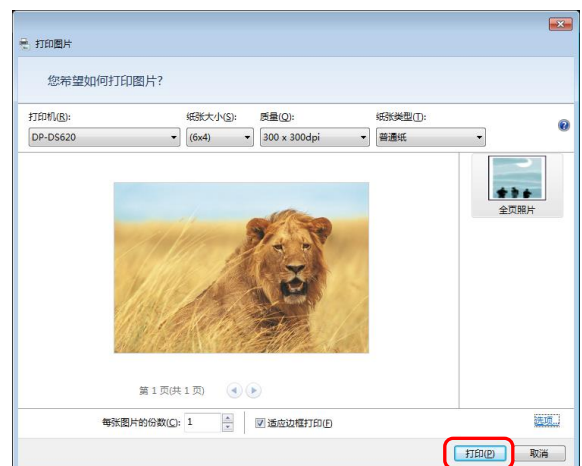 打印图片
您希望如何打印图片?
打印机(R): 纸张大小(S): 质量(Q): 纸张类型(T):
DP-DS620 (6x4) 300 x 300dpi 普通纸
全页照片
第 1 页(共 1 页)
每张图片的份数(C): 1 适应边框打印(F) 选项...
打印(P) 取消